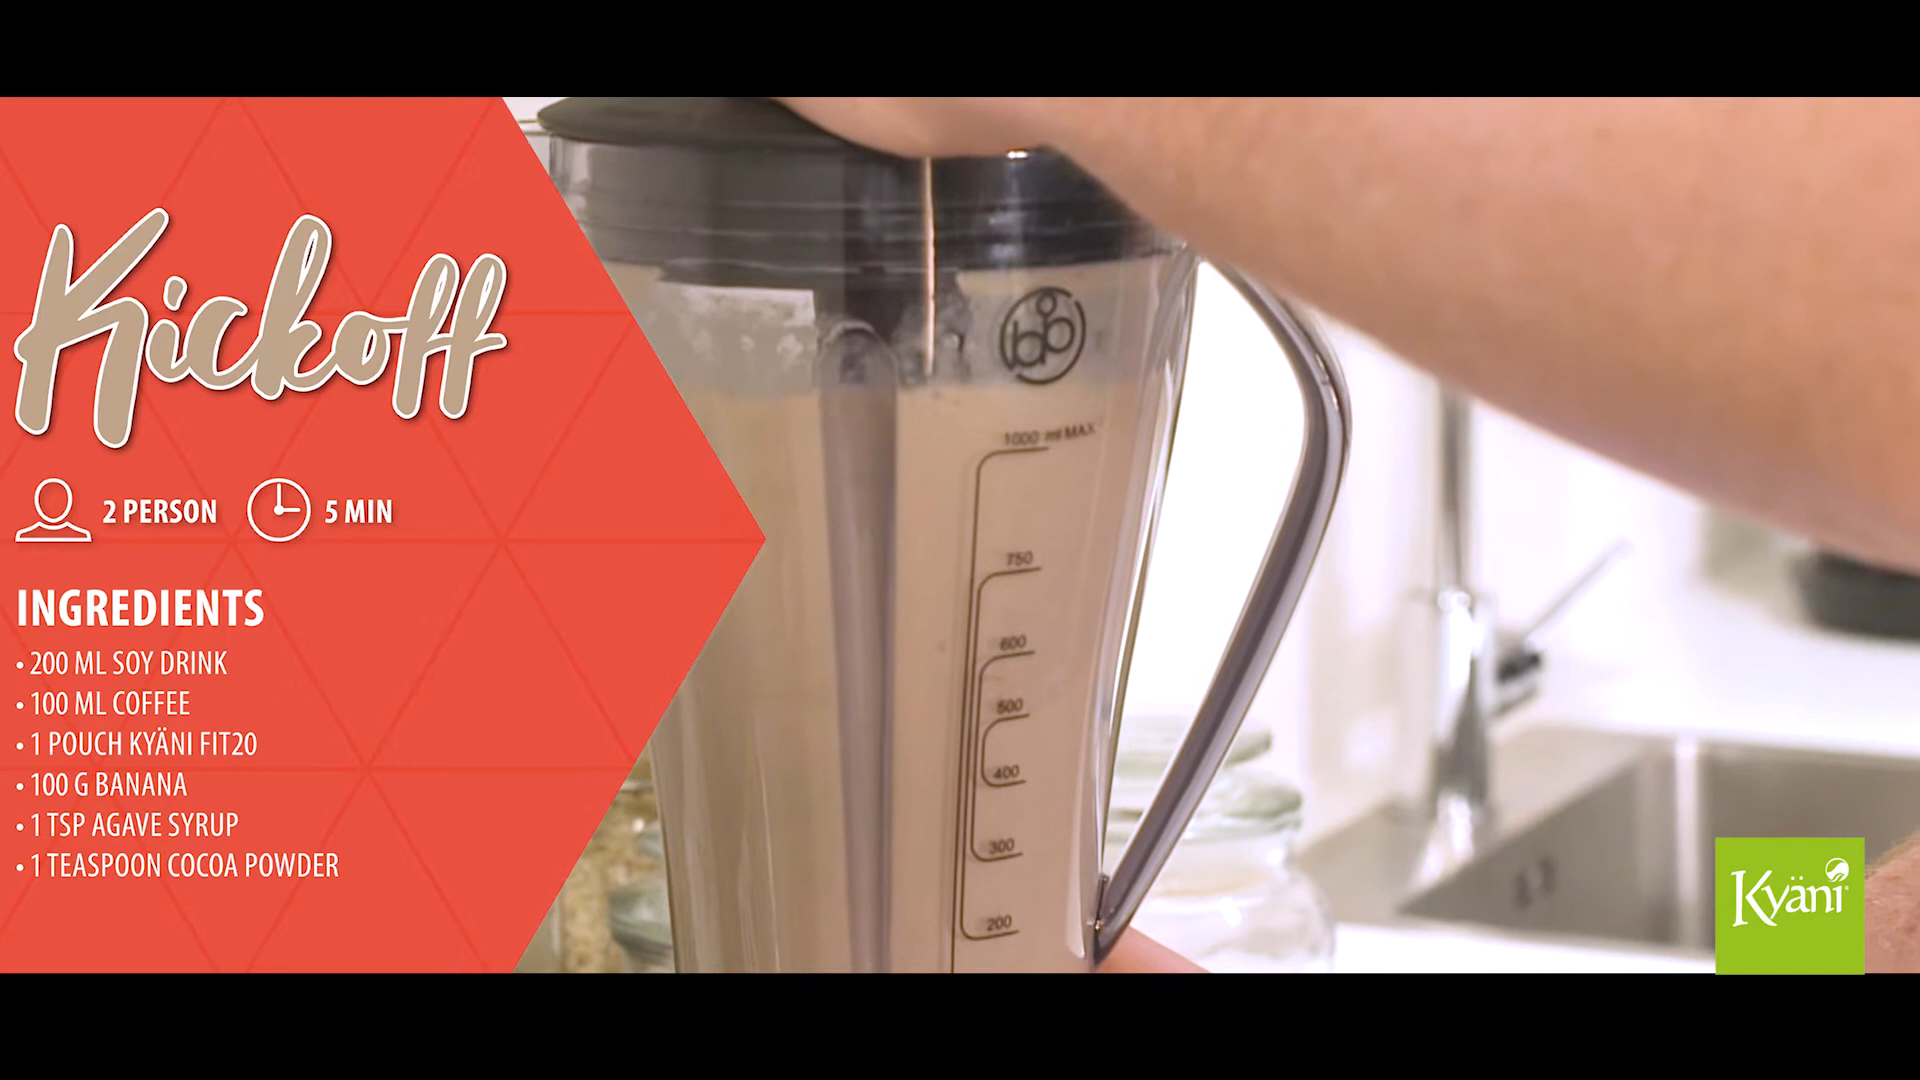 Kickoff
2 PERSON 5 MIN
INGREDIENTS
• 200 ML SOY DRINK
• 100 ML COFFEE
• 1 POUCH KYÄNI FIT20
• 100 G BANANA
• 1 TSP AGAVE SYRUP
• 1 TEASPOON COCOA POWDER
bp
1000 ml MAX
750
600
500
400
300
200
Kyäni